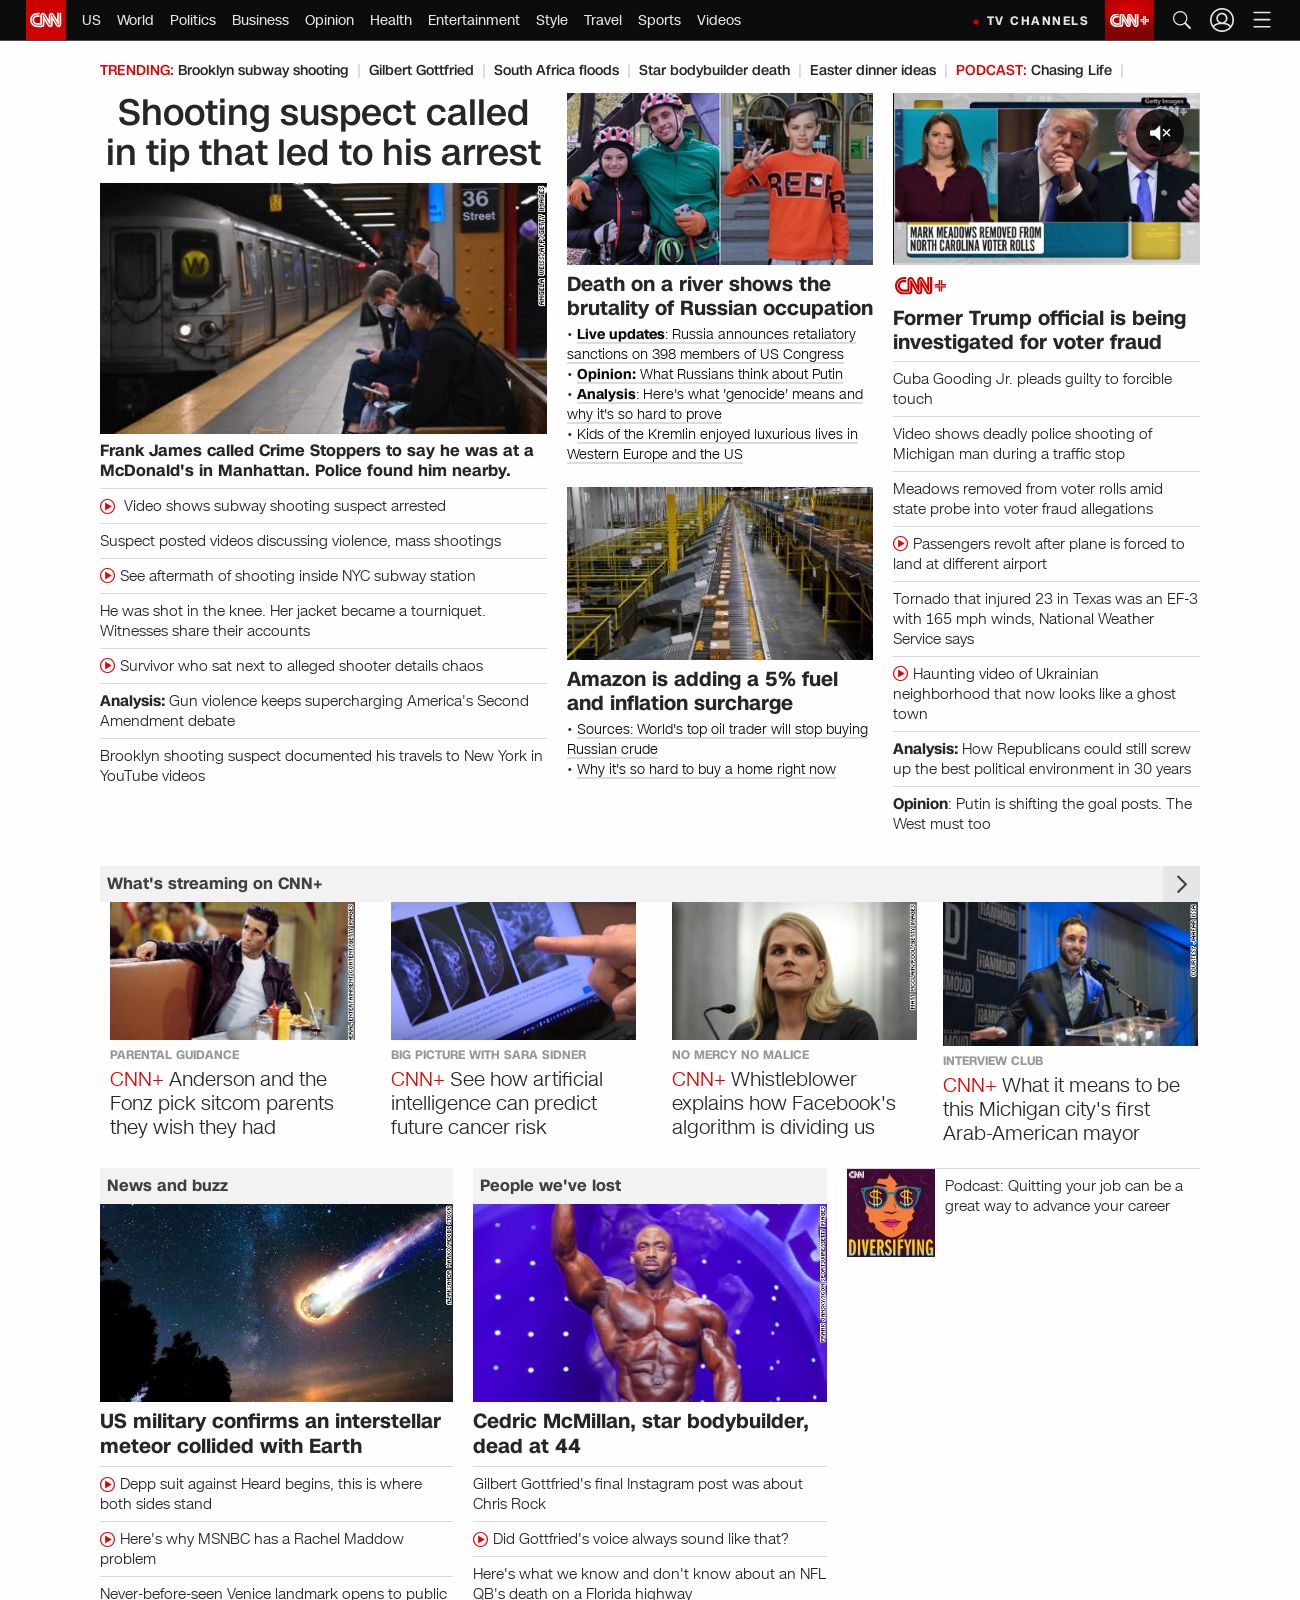 CNN US World Politics Business Opinion Health Entertainment Style Travel Sports Videos TV CHANNELS CNN+
TRENDING: Brooklyn subway shooting Gilbert Gottfried South Africa floods Star bodybuilder death Easter dinner ideas PODCAST: Chasing Life
Shooting suspect called
in tip that led to his arrest
36
Street
W
ANGELA WEISS/AFP/GETTY IMAGES
Frank James called Crime Stoppers to say he was at a
McDonald's in Manhattan. Police found him nearby.
Video shows subway shooting suspect arrested
Suspect posted videos discussing violence, mass shootings
See aftermath of shooting inside NYC subway station
He was shot in the knee. Her jacket became a tourniquet.
Witnesses share their accounts
Survivor who sat next to alleged shooter details chaos
Analysis: Gun violence keeps supercharging America's Second
Amendment debate
Brooklyn shooting suspect documented his travels to New York in
YouTube videos
Death on a river shows the
brutality of Russian occupation
• Live updates: Russia announces retaliatory
sanctions on 398 members of US Congress
• Opinion: What Russians think about Putin
• Analysis: Here's what 'genocide' means and
why it's so hard to prove
• Kids of the Kremlin enjoyed luxurious lives in
Western Europe and the US
Amazon is adding a 5% fuel
and inflation surcharge
• Sources: World's top oil trader will stop buying
Russian crude
• Why it's so hard to buy a home right now
Getty Images
MARK MEADOWS REMOVED FROM
NORTH CAROLINA VOTER ROLLS
CNN+
Former Trump official is being
investigated for voter fraud
Cuba Gooding Jr. pleads guilty to forcible
touch
Video shows deadly police shooting of
Michigan man during a traffic stop
Meadows removed from voter rolls amid
state probe into voter fraud allegations
Passengers revolt after plane is forced to
land at different airport
Tornado that injured 23 in Texas was an EF-3
with 165 mph winds, National Weather
Service says
Haunting video of Ukrainian
neighborhood that now looks like a ghost
town
Analysis: How Republicans could still screw
up the best political environment in 30 years
Opinion: Putin is shifting the goal posts. The
West must too
What's streaming on CNN+
PARENTAL GUIDANCE
CNN+ Anderson and the
Fonz pick sitcom parents
they wish they had
BIG PICTURE WITH SARA SIDNER
CNN+ See how artificial
intelligence can predict
future cancer risk
NO MERCY NO MALICE
CNN+ Whistleblower
explains how Facebook's
algorithm is dividing us
HAMMOUD
INTERVIEW CLUB
CNN+ What it means to be
this Michigan city's first
Arab-American mayor
News and buzz
US military confirms an interstellar
meteor collided with Earth
Depp suit against Heard begins, this is where
both sides stand
Here's why MSNBC has a Rachel Maddow
problem
Never-before-seen Venice landmark opens to public
People we've lost
Cedric McMillan, star bodybuilder,
dead at 44
Gilbert Gottfried's final Instagram post was about
Chris Rock
Did Gottfried's voice always sound like that?
Here's what we know and don't know about an NFL
QB's death on a Florida highway
CNN
DIVERSIFYING
Podcast: Quitting your job can be a
great way to advance your career